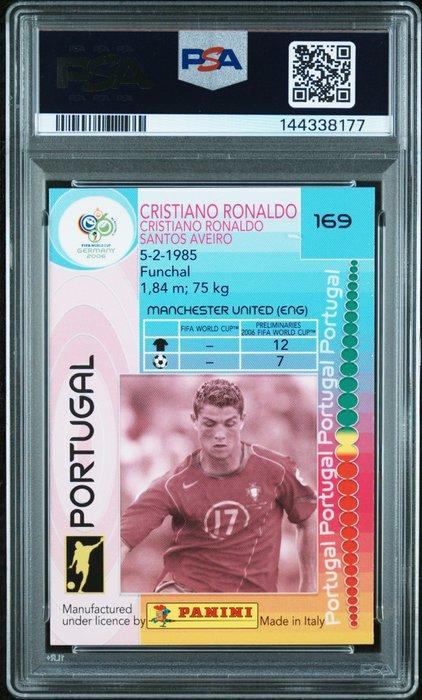 PSA
PSA
144338177
FIFA WORLD CUP
GERMANY
2006
CRISTIANO RONALDO
CRISTIANO RONALDO
SANTOS AVEIRO
169
5-2-1985
Funchal
1,84 m; 75 kg
MANCHESTER UNITED (ENG)
FIFA WORLD CUP™
PRELIMINARIES
2006 FIFA WORLD CUP™
– 12
– 7
PORTUGAL
17
Portugal Portugal Portugal Portugal Portugal
Manufactured
under licence by
PANINI
Made in Italy